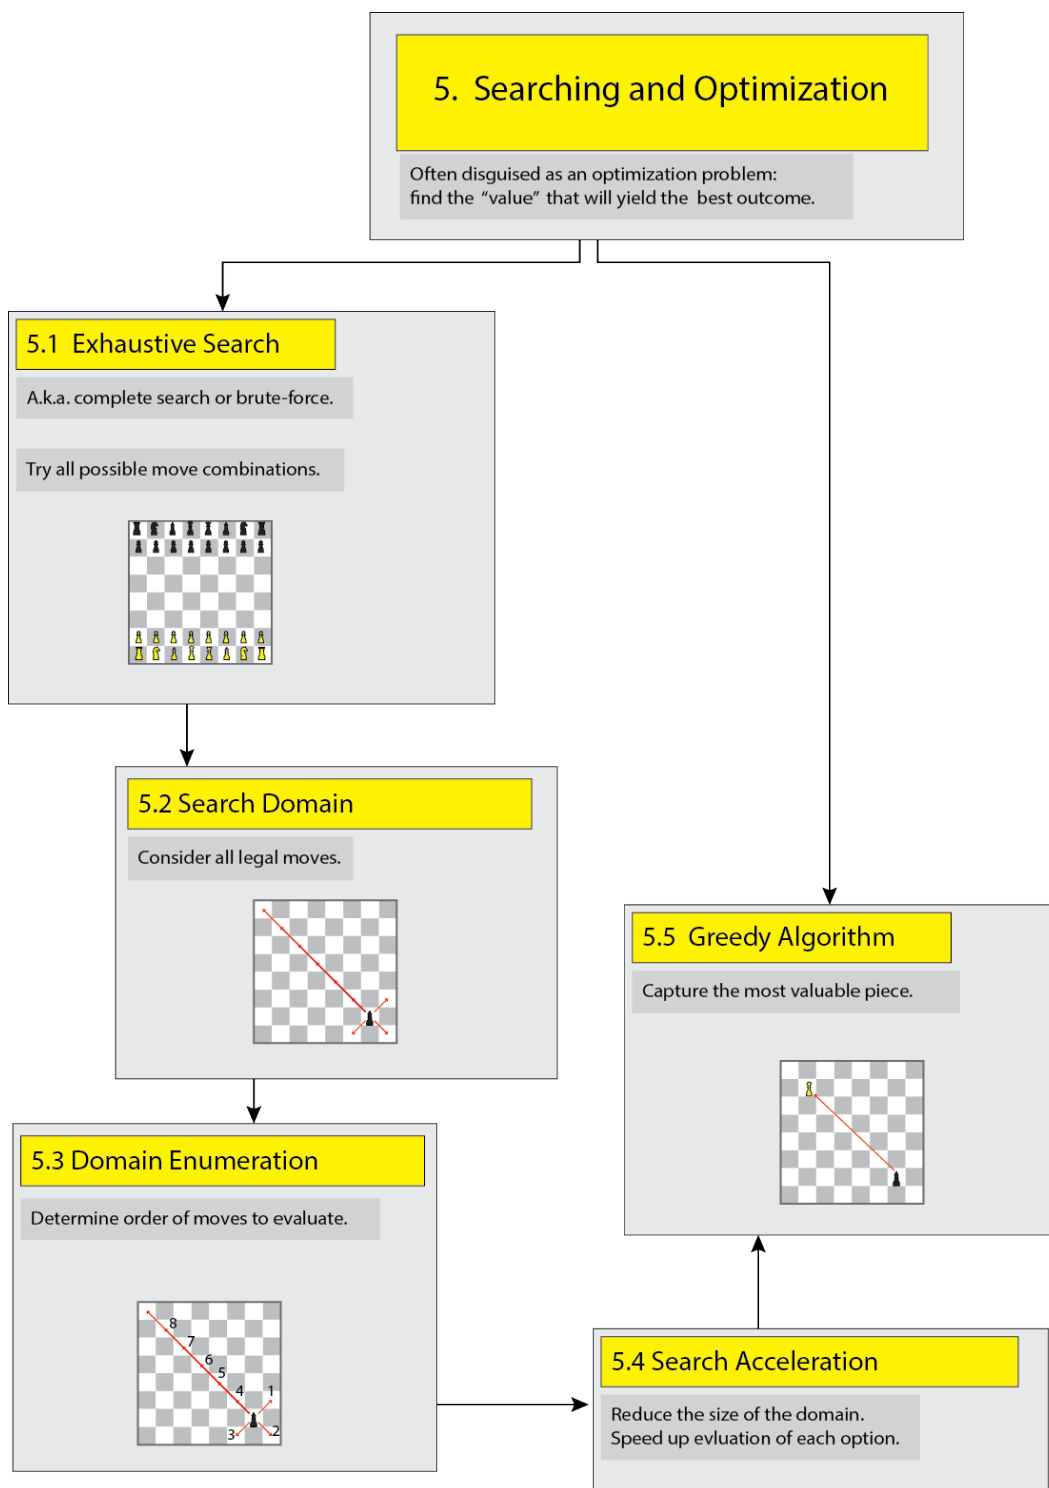 5. Searching and Optimization
Often disguised as an optimization problem:
find the “value” that will yield the best outcome.
5.1 Exhaustive Search
A.k.a. complete search or brute-force.
Try all possible move combinations.
5.2 Search Domain
Consider all legal moves.
5.3 Domain Enumeration
Determine order of moves to evaluate.
8
7
6
5
4
1
3
2
5.4 Search Acceleration
Reduce the size of the domain.
Speed up evluation of each option.
5.5 Greedy Algorithm
Capture the most valuable piece.